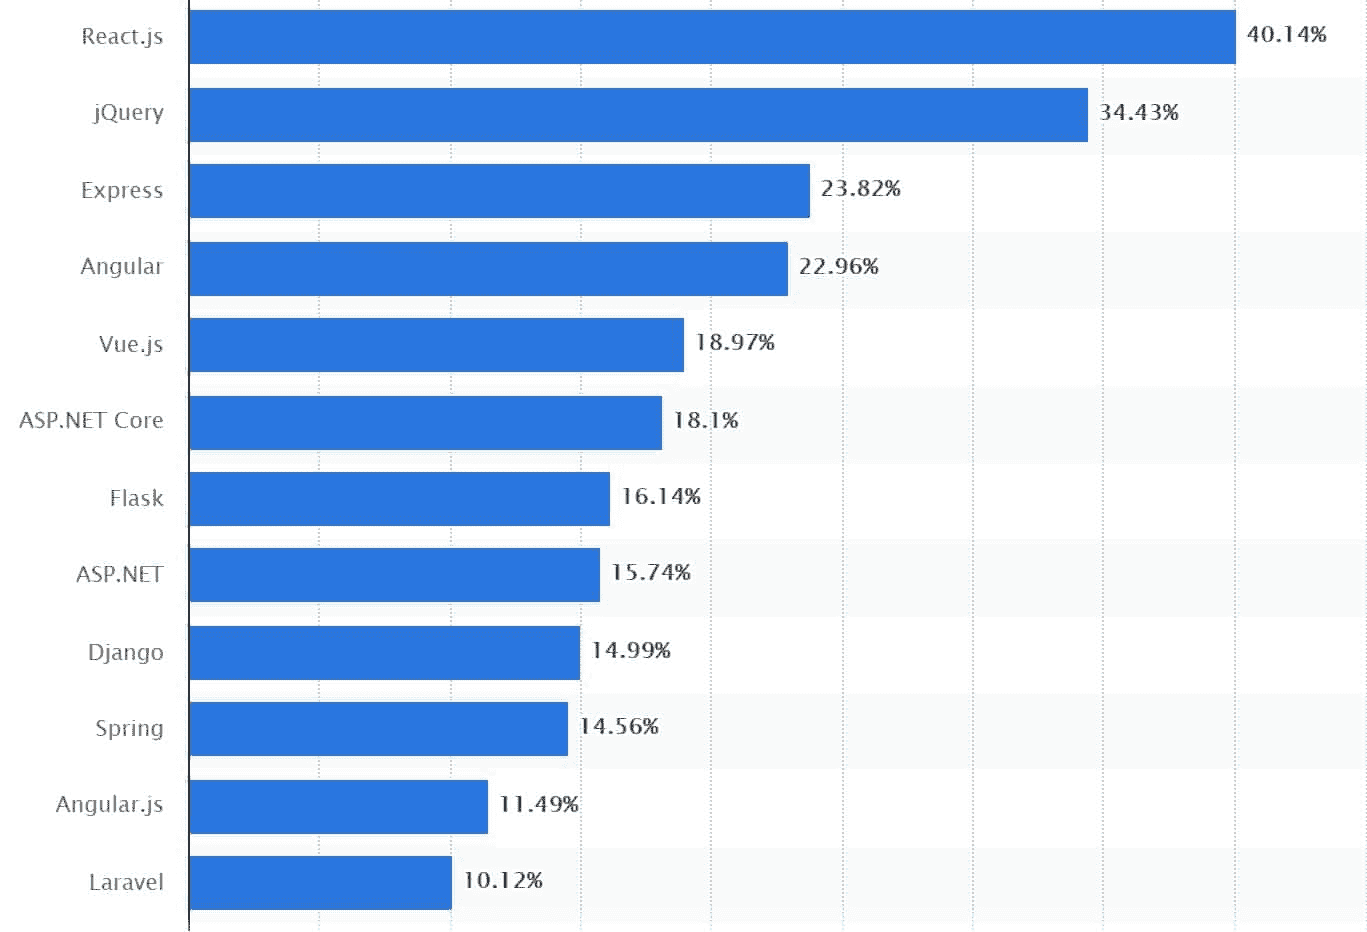 React.js 40.14%
jQuery 34.43%
Express 23.82%
Angular 22.96%
Vue.js 18.97%
ASP.NET Core 18.1%
Flask 16.14%
ASP.NET 15.74%
Django 14.99%
Spring 14.56%
Angular.js 11.49%
Laravel 10.12%